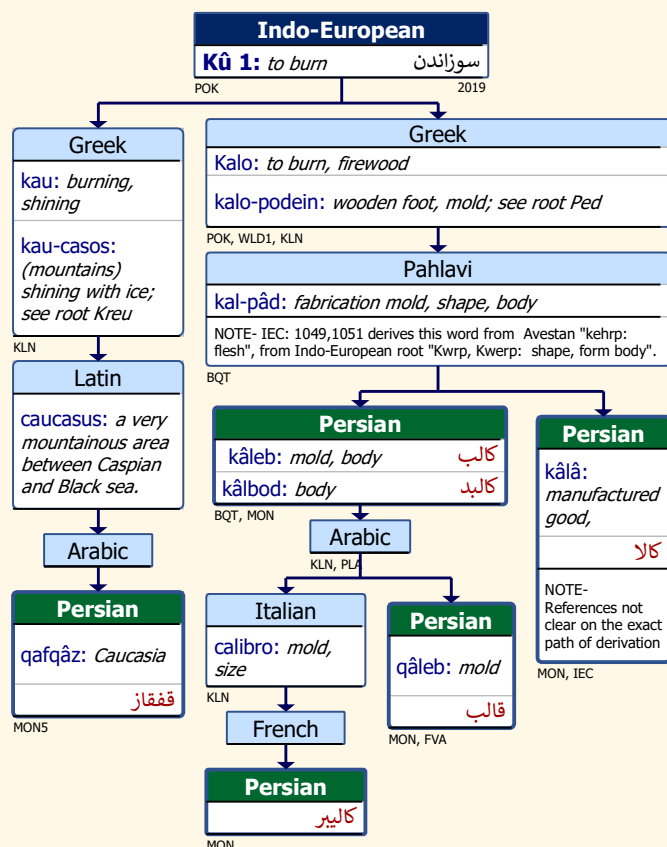 Indo-European
Kû 1: to burn سوزاندن
POK 2019
Greek
kau: burning,
shining
kau-casos:
(mountains)
shining with ice;
see root Kreu
KLN
Latin
caucasus: a very
mountainous area
between Caspian
and Black sea.
Arabic
Persian
qafqâz: Caucasia
قفقاز
MON5
Greek
Kalo: to burn, firewood
kalo-podein: wooden foot, mold; see root Ped
POK, WLD1, KLN
Pahlavi
kal-pâd: fabrication mold, shape, body
NOTE- IEC: 1049,1051 derives this word from Avestan "kehrp:
flesh", from Indo-European root "Kwrp, Kwerp: shape, form body".
BQT
Persian
kâleb: mold, body کالب
kâlbod: body کالبد
BQT, MON
Arabic
KLN, PLA
Italian
calibro: mold,
size
KLN
French
Persian
کالیبر
MON
Persian
qâleb: mold
قالب
MON, FVA
Persian
kâlâ:
manufactured
good,
کالا
NOTE-
References not
clear on the exact
path of derivation
MON, IEC